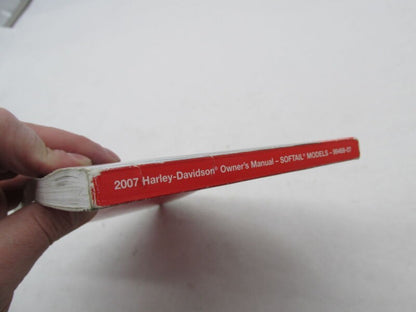 2007 Harley-Davidson® Owner's Manual – SOFTAIL® MODELS – 99468-07